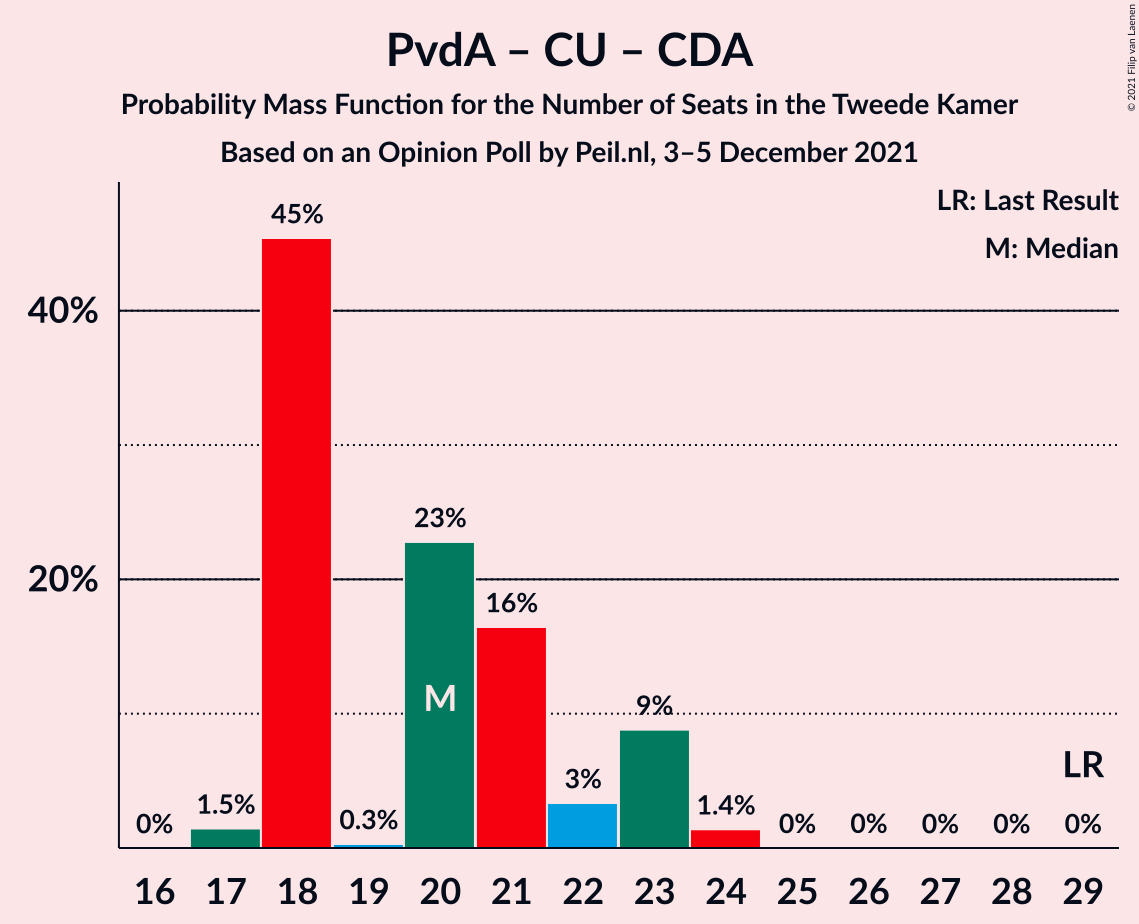 PvdA – CU – CDA
Probability Mass Function for the Number of Seats in the Tweede Kamer
Based on an Opinion Poll by Peil.nl, 3–5 December 2021
© 2021 Filip van Laenen
LR: Last Result
M: Median
40%
20%
0%
1.5%
45%
0.3%
23%
M
16%
3%
9%
1.4%
0%
0%
0%
0%
LR
0%
16 17 18 19 20 21 22 23 24 25 26 27 28 29